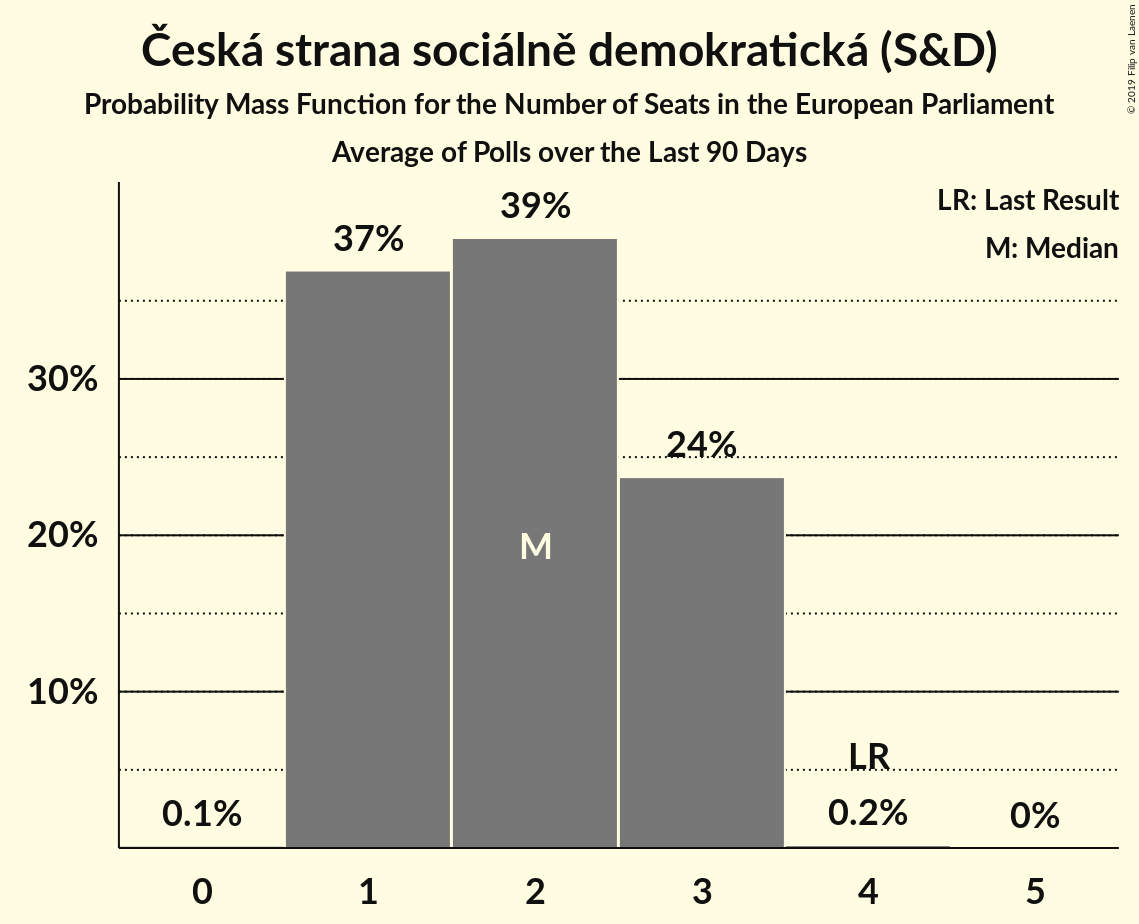 Česká strana sociálně demokratická (S&D)
Probability Mass Function for the Number of Seats in the European Parliament
Average of Polls over the Last 90 Days
© 2019 Filip van Laenen
LR: Last Result
M: Median
39%
37%
30%
24%
20%
M
10%
LR
0.1%
0.2%
0%
0 1 2 3 4 5